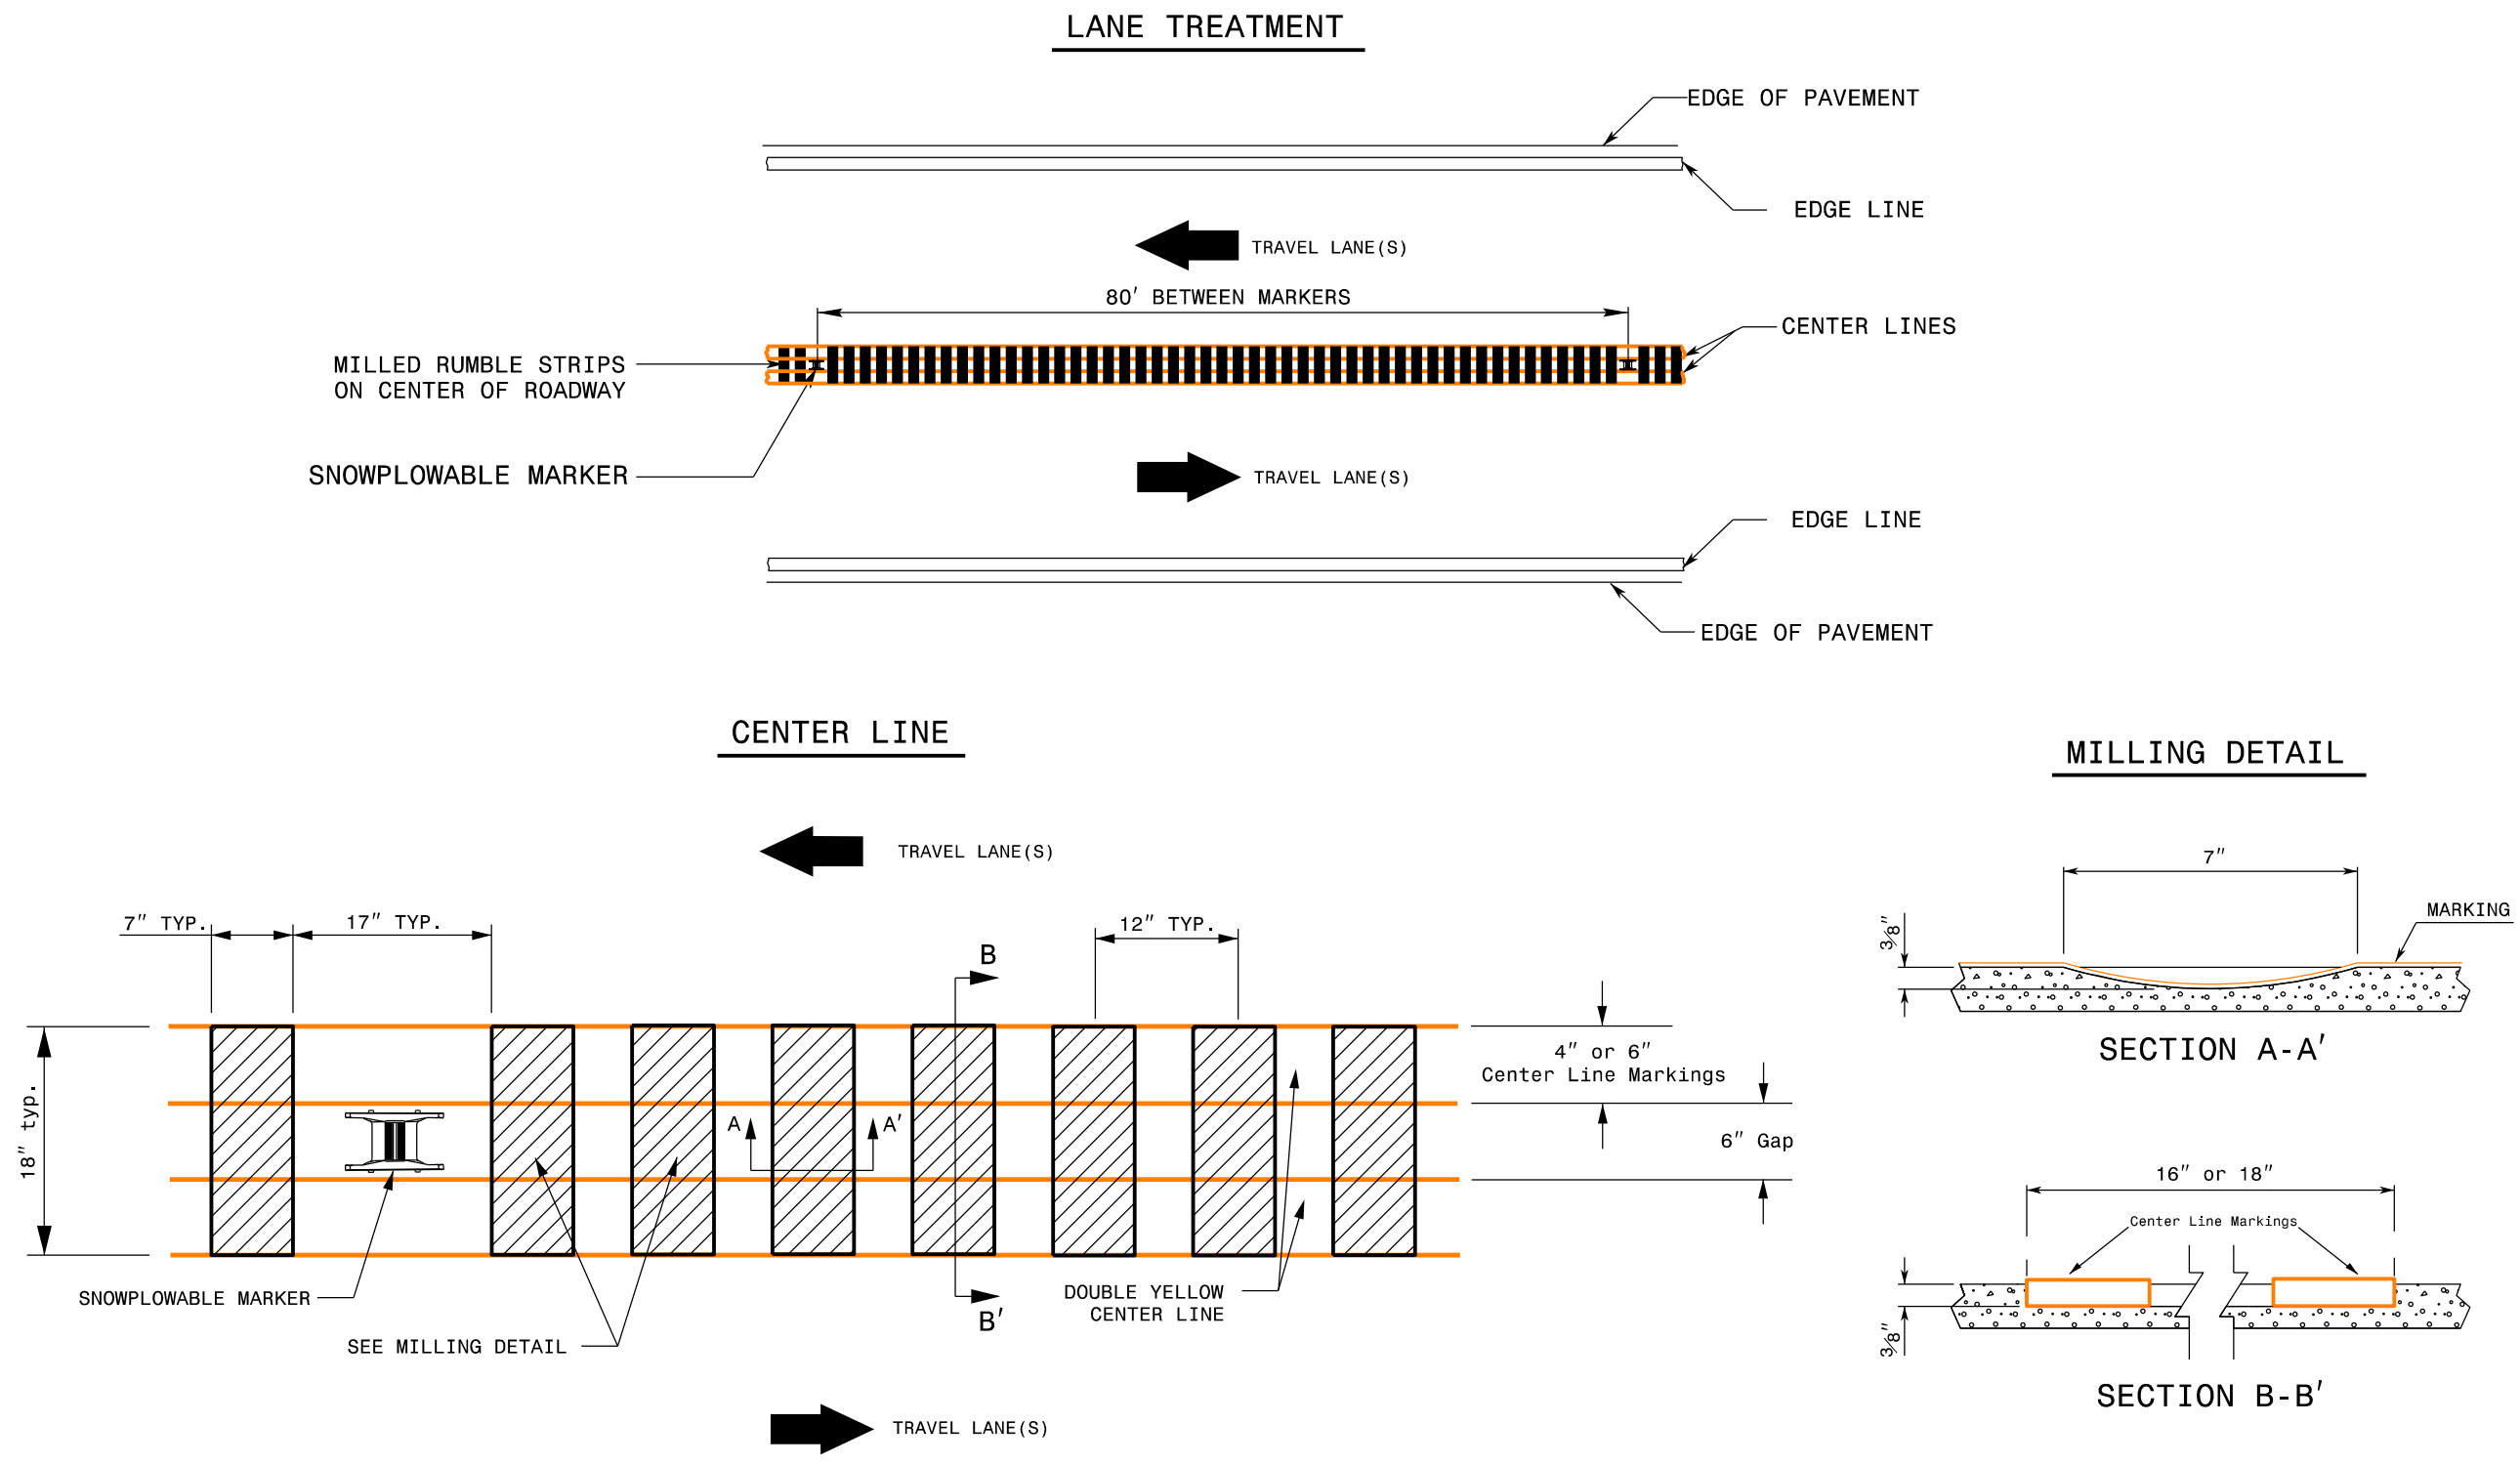 LANE TREATMENT
EDGE OF PAVEMENT
EDGE LINE
TRAVEL LANE(S)
80′ BETWEEN MARKERS
CENTER LINES
MILLED RUMBLE STRIPS
ON CENTER OF ROADWAY
SNOWPLOWABLE MARKER
TRAVEL LANE(S)
EDGE LINE
EDGE OF PAVEMENT
CENTER LINE
TRAVEL LANE(S)
7″ TYP.
17″ TYP.
12″ TYP.
B
18″ typ.
A
A′
4″ or 6″
Center Line Markings
6″ Gap
SNOWPLOWABLE MARKER
SEE MILLING DETAIL
DOUBLE YELLOW
CENTER LINE
B′
TRAVEL LANE(S)
MILLING DETAIL
7″
MARKING
3/8″
SECTION A-A′
16″ or 18″
Center Line Markings
3/8″
SECTION B-B′